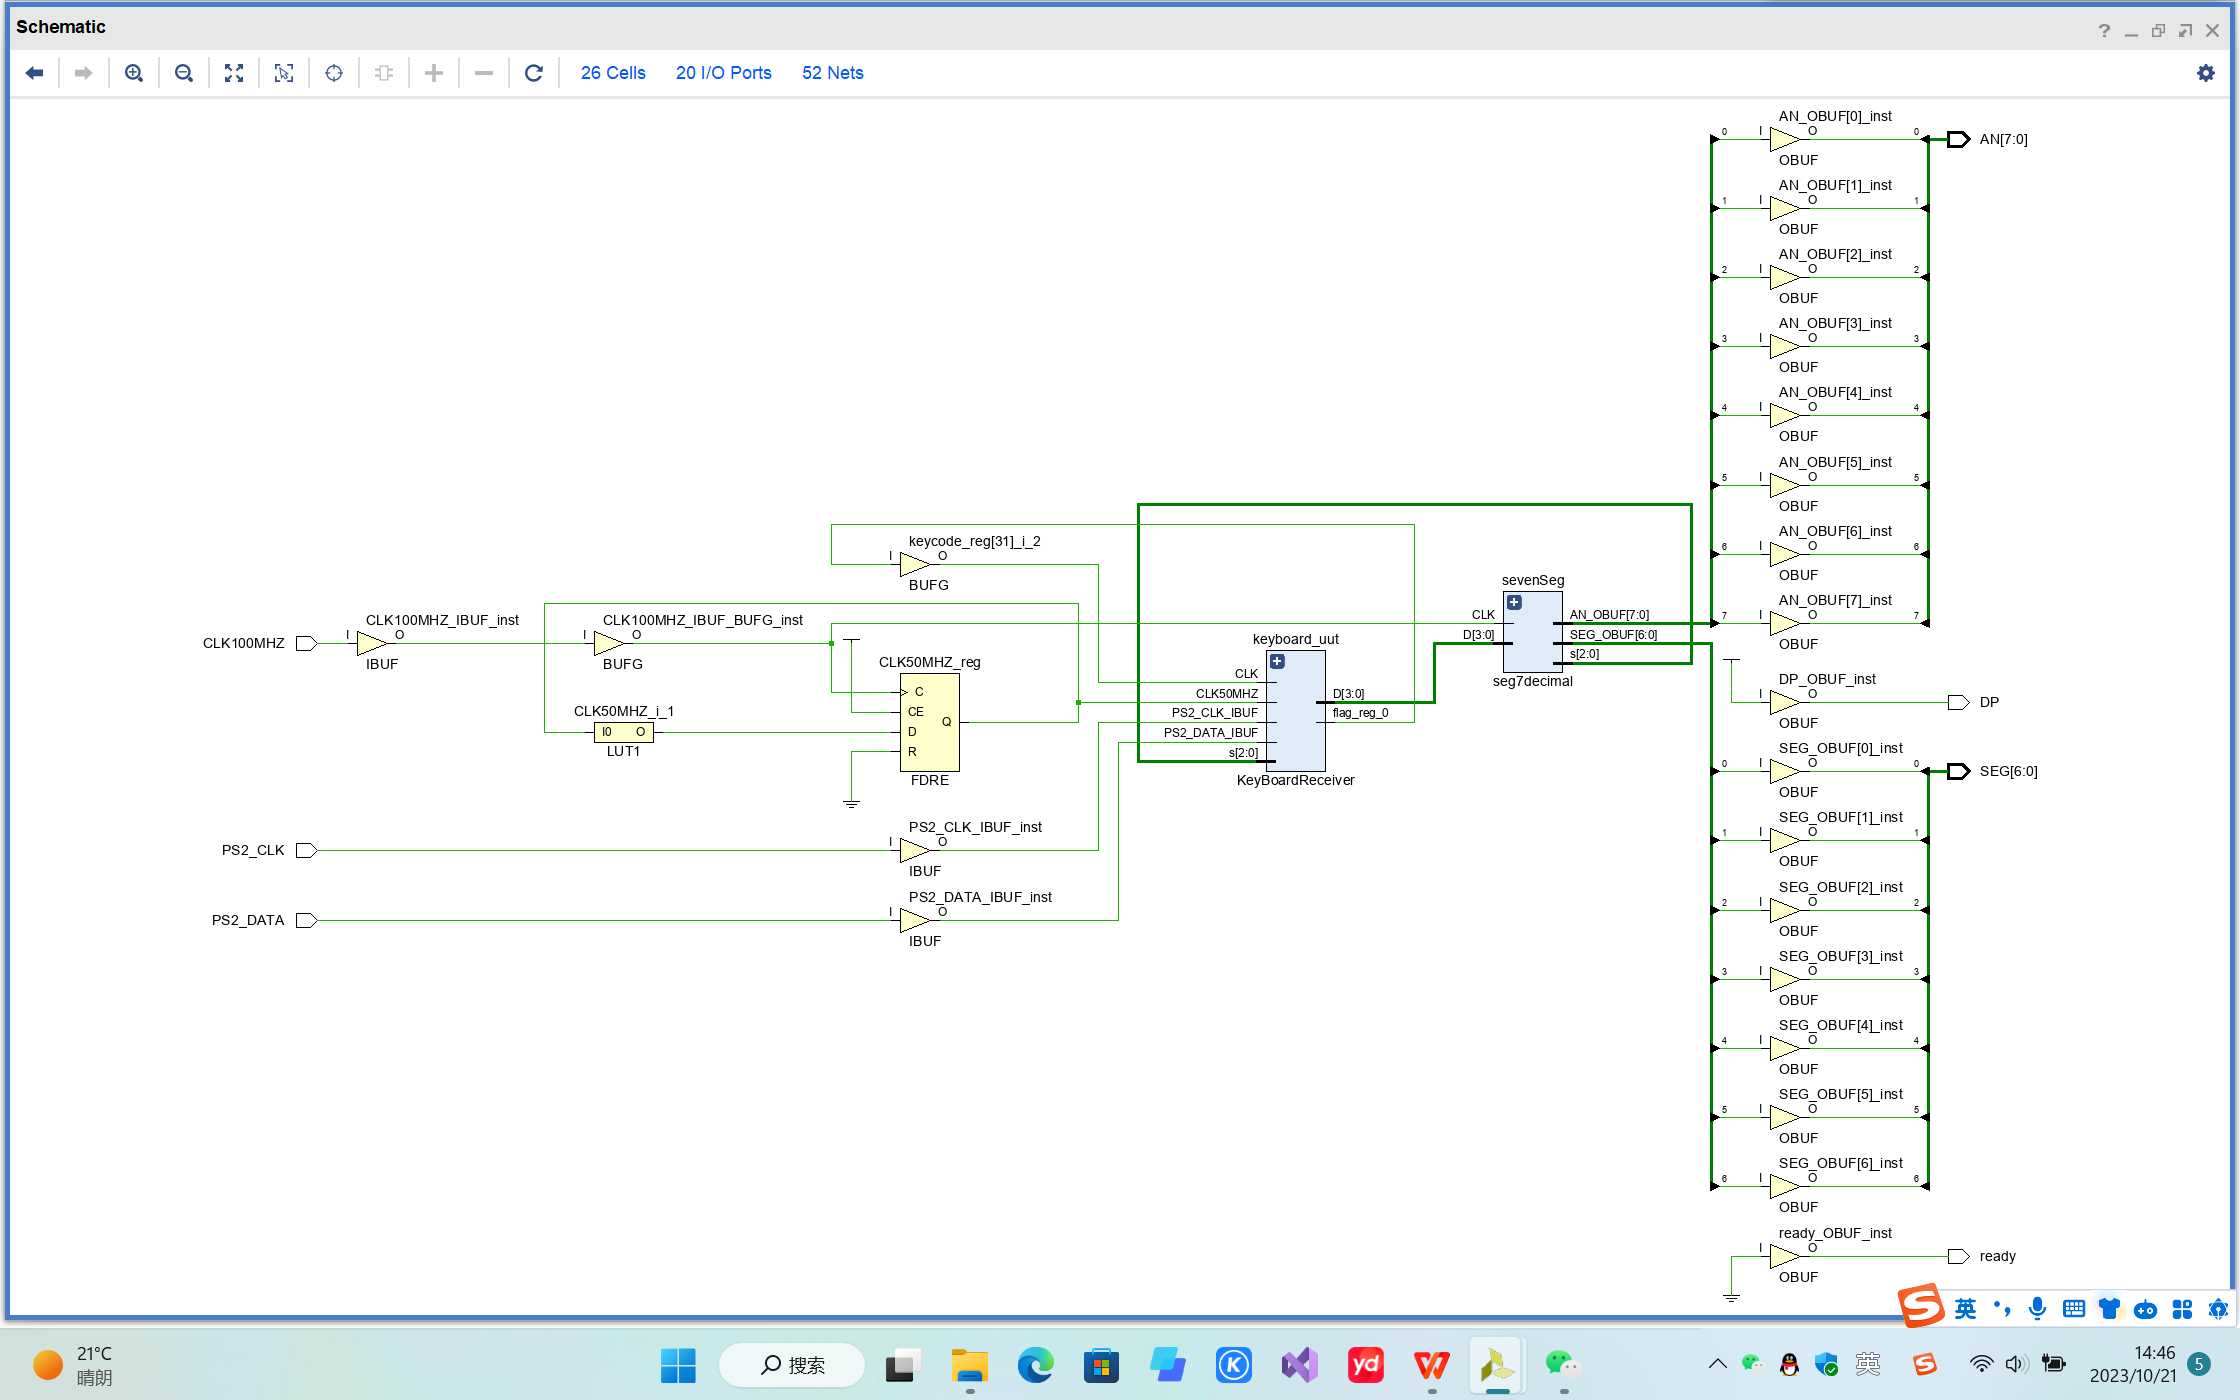 Schematic
26 Cells
20 I/O Ports
52 Nets
AN_OBUF[0]_inst
0
I
O
0
AN[7:0]
OBUF
AN_OBUF[1]_inst
1
I
O
1
OBUF
AN_OBUF[2]_inst
2
I
O
2
OBUF
AN_OBUF[3]_inst
3
I
O
3
OBUF
AN_OBUF[4]_inst
4
I
O
4
OBUF
AN_OBUF[5]_inst
5
I
O
5
OBUF
AN_OBUF[6]_inst
6
I
O
6
OBUF
AN_OBUF[7]_inst
7
I
O
7
OBUF
keycode_reg[31]_i_2
I
O
BUFG
CLK100MHZ
CLK100MHZ_IBUF_inst
I
O
IBUF
CLK100MHZ_IBUF_BUFG_inst
I
O
BUFG
CLK50MHZ_i_1
I0
O
LUT1
CLK50MHZ_reg
C
CE
D
R
Q
FDRE
PS2_CLK
PS2_CLK_IBUF_inst
I
O
IBUF
PS2_DATA
PS2_DATA_IBUF_inst
I
O
IBUF
keyboard_uut
CLK
CLK50MHZ
PS2_CLK_IBUF
PS2_DATA_IBUF
s[2:0]
D[3:0]
flag_reg_0
KeyBoardReceiver
sevenSeg
CLK
D[3:0]
AN_OBUF[7:0]
SEG_OBUF[6:0]
s[2:0]
seg7decimal
DP_OBUF_inst
I
O
DP
OBUF
SEG_OBUF[0]_inst
0
I
O
0
SEG[6:0]
OBUF
SEG_OBUF[1]_inst
1
I
O
1
OBUF
SEG_OBUF[2]_inst
2
I
O
2
OBUF
SEG_OBUF[3]_inst
3
I
O
3
OBUF
SEG_OBUF[4]_inst
4
I
O
4
OBUF
SEG_OBUF[5]_inst
5
I
O
5
OBUF
SEG_OBUF[6]_inst
6
I
O
6
OBUF
ready_OBUF_inst
I
O
ready
OBUF
英
21°C
晴朗
搜索
K
yd
英
14:46
2023/10/21
5